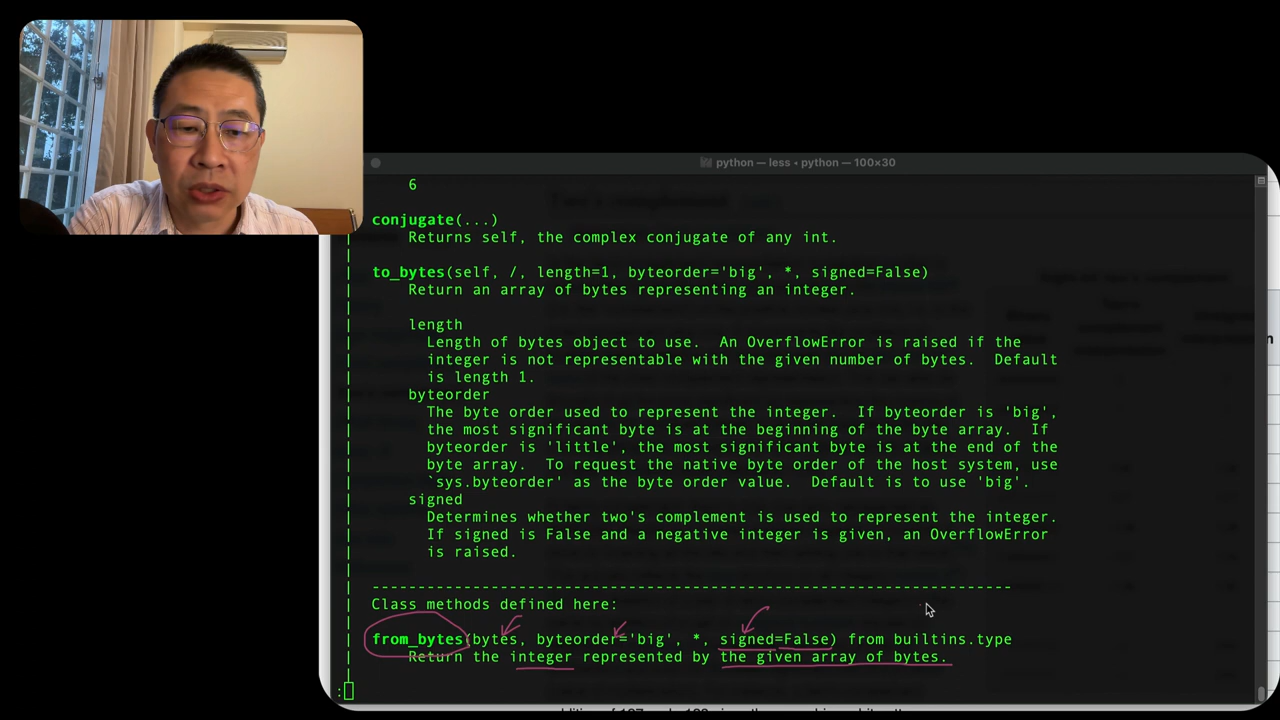 python — less • python — 100×30
6
conjugate(...)
Returns self, the complex conjugate of any int.
to_bytes(self, /, length=1, byteorder='big', *, signed=False)
Return an array of bytes representing an integer.
length
Length of bytes object to use.  An OverflowError is raised if the
integer is not representable with the given number of bytes.  Default
is length 1.
byteorder
The byte order used to represent the integer.  If byteorder is 'big',
the most significant byte is at the beginning of the byte array.  If
byteorder is 'little', the most significant byte is at the end of the
byte array.  To request the native byte order of the host system, use
`sys.byteorder' as the byte order value.  Default is to use 'big'.
signed
Determines whether two's complement is used to represent the integer.
If signed is False and a negative integer is given, an OverflowError
is raised.
----------------------------------------------------------------------
Class methods defined here:
from_bytes(bytes, byteorder='big', *, signed=False) from builtins.type
Return the integer represented by the given array of bytes.
: